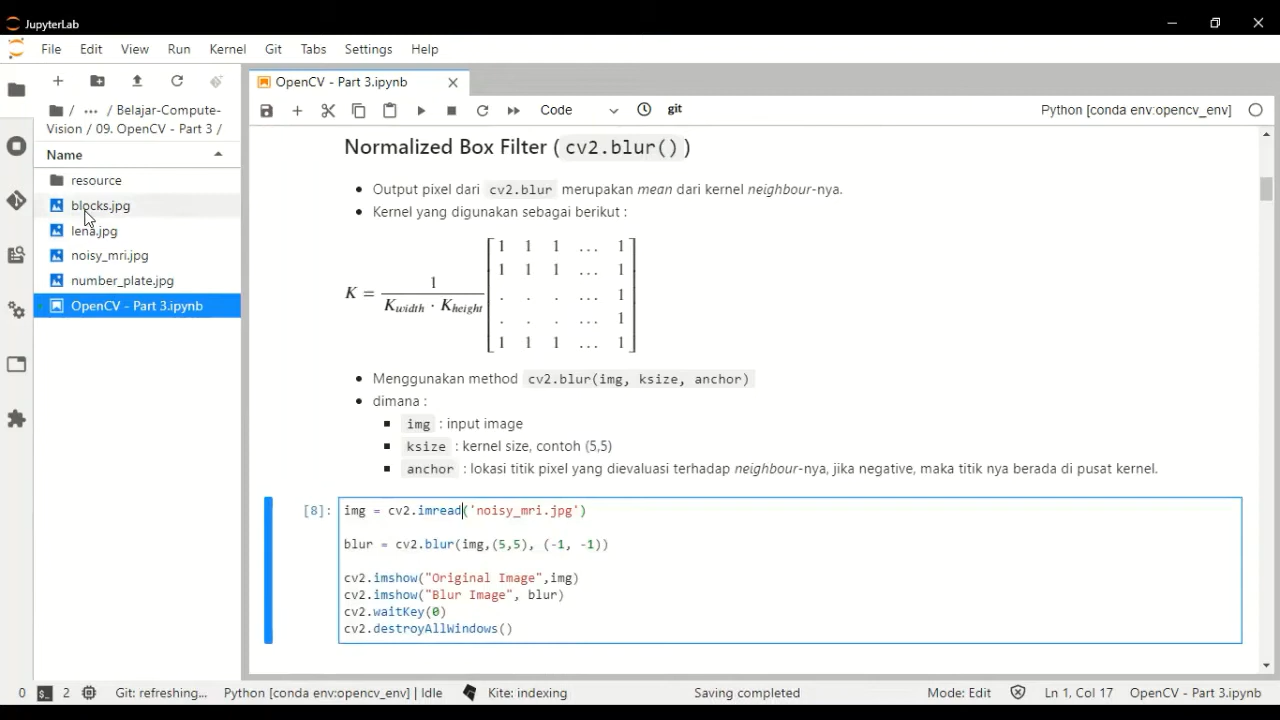 JupyterLab
File Edit View Run Kernel Git Tabs Settings Help
/ ... / Belajar-Compute-
Vision / 09. OpenCV - Part 3 /
Name
resource
blocks.jpg
lena.jpg
noisy_mri.jpg
number_plate.jpg
OpenCV - Part 3.ipynb
OpenCV - Part 3.ipynb
Code git Python [conda env:opencv_env]
Normalized Box Filter ( cv2.blur() )
• Output pixel dari cv2.blur merupakan mean dari kernel neighbour-nya.
• Kernel yang digunakan sebagai berikut :
1 1 1 ... 1
1 1 1 ... 1
K = 1 / (K_width · K_height)
. . . ... 1
. . . ... 1
1 1 1 ... 1
• Menggunakan method cv2.blur(img, ksize, anchor)
• dimana :
▪ img : input image
▪ ksize : kernel size, contoh (5,5)
▪ anchor : lokasi titik pixel yang dievaluasi terhadap neighbour-nya, jika negative, maka titik nya berada di pusat kernel.
[8]: img = cv2.imread('noisy_mri.jpg')
blur = cv2.blur(img,(5,5), (-1, -1))
cv2.imshow("Original Image",img)
cv2.imshow("Blur Image", blur)
cv2.waitKey(0)
cv2.destroyAllWindows()
0 2 Git: refreshing... Python [conda env:opencv_env] | Idle Kite: indexing Saving completed Mode: Edit Ln 1, Col 17 OpenCV - Part 3.ipynb